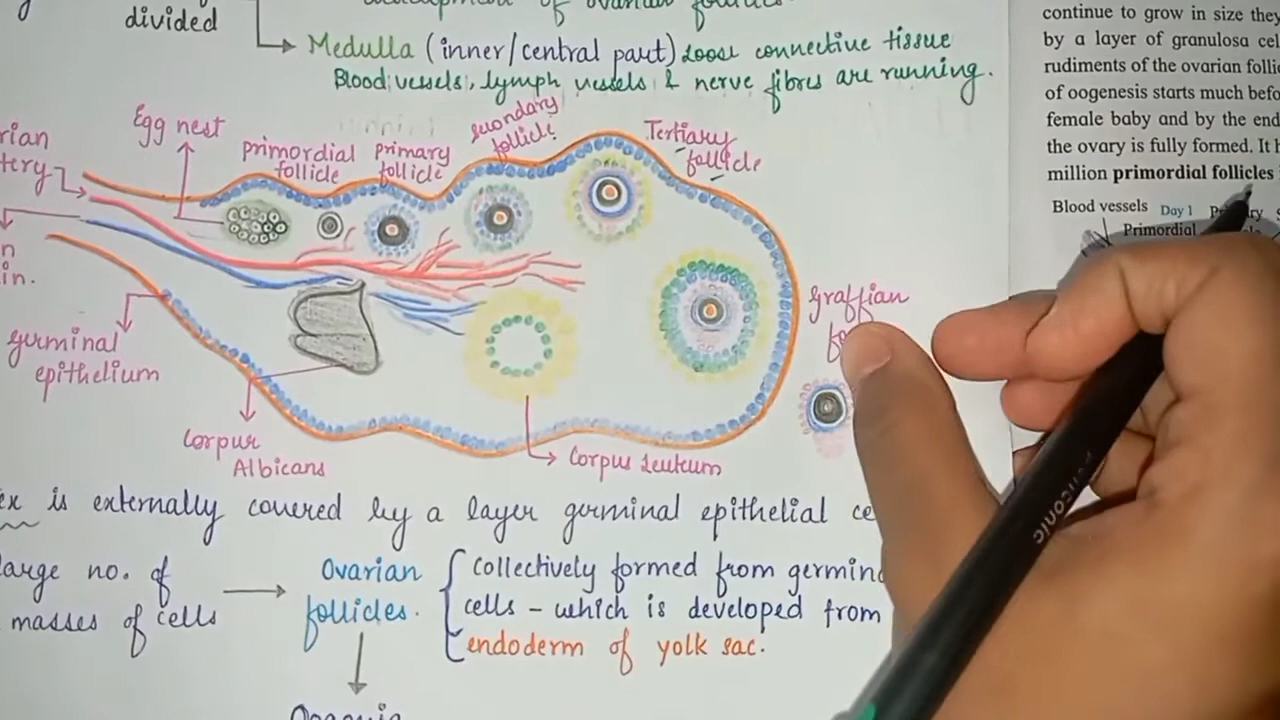 divided
Medulla (inner/central part) Loose connective tissue
Blood vessels, lymph vessels & nerve fibres are running.
Egg nest
primordial
follicle
primary
follicle
secondary
follicle
Tertiary
follicle
germinal
epithelium
Corpur
Albicans
Corpus Leuteum
graffian
is externally covered by a layer germinal epithelial ce
large no. of
masses of cells
Ovarian
follicles.
collectively formed from germina
cells - which is developed from
endoderm of yolk sac.
continue to grow in size they
by a layer of granulosa cel
rudiments of the ovarian follic
of oogenesis starts much befo
female baby and by the end
the ovary is fully formed. It h
million primordial follicles
Blood vessels
Day 1
Primordial